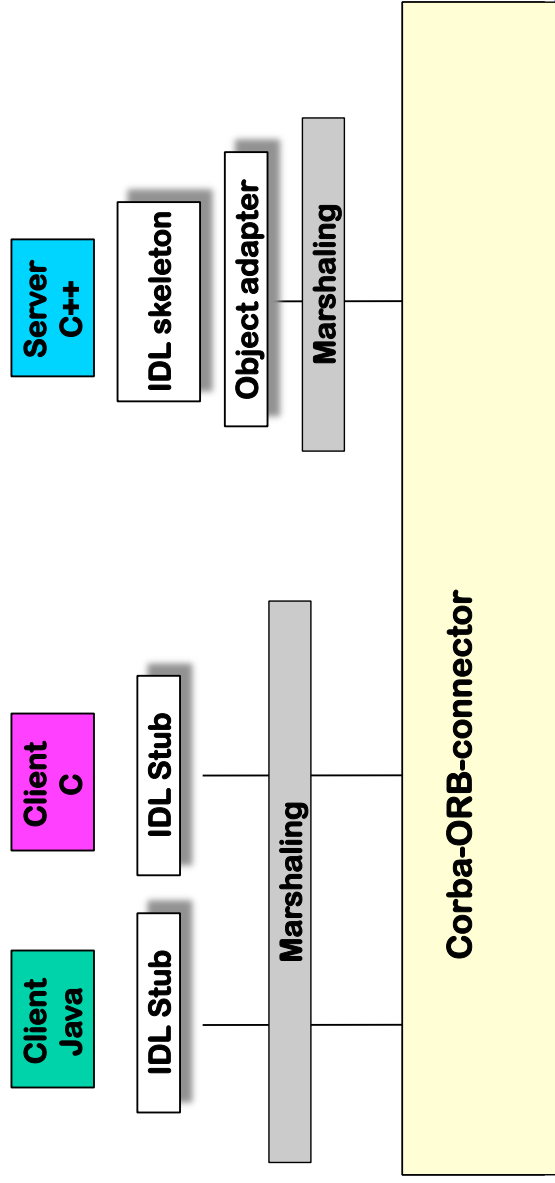 Client
Java
Client
C
Server
C++
IDL Stub
IDL Stub
IDL skeleton
Object adapter
Marshaling
Marshaling
Corba-ORB-connector